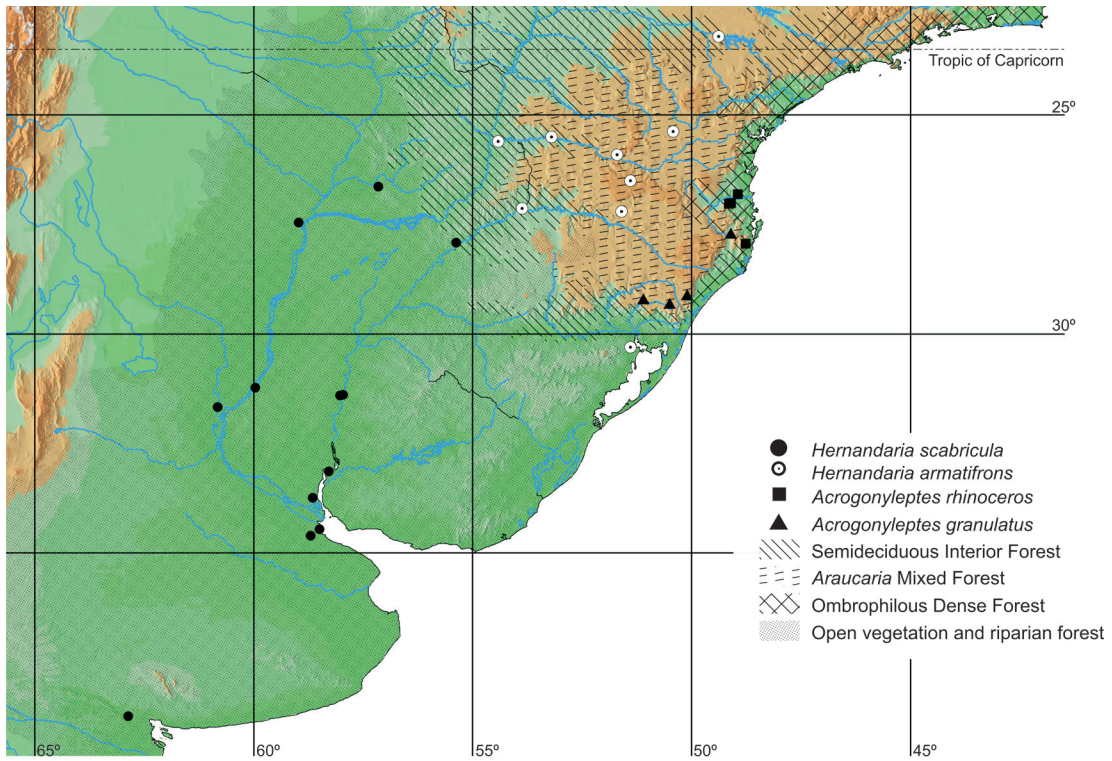 Tropic of Capricorn
25º
30º
Hernandaria scabricula
Hernandaria armatifrons
Acrogonyleptes rhinoceros
Acrogonyleptes granulatus
Semideciduous Interior Forest
Araucaria Mixed Forest
Ombrophilous Dense Forest
Open vegetation and riparian forest
65º 60º 55º 50º 45º